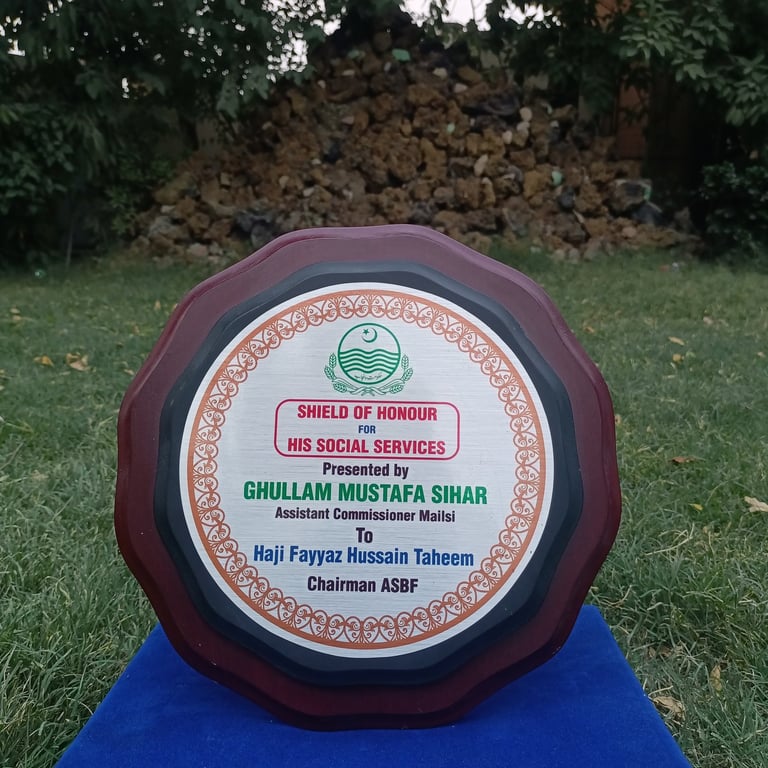 SHIELD OF HONOUR
FOR
HIS SOCIAL SERVICES
Presented by
GHULLAM MUSTAFA SIHAR
Assistant Commissioner Mailsi
To
Haji Fayyaz Hussain Taheem
Chairman ASBF